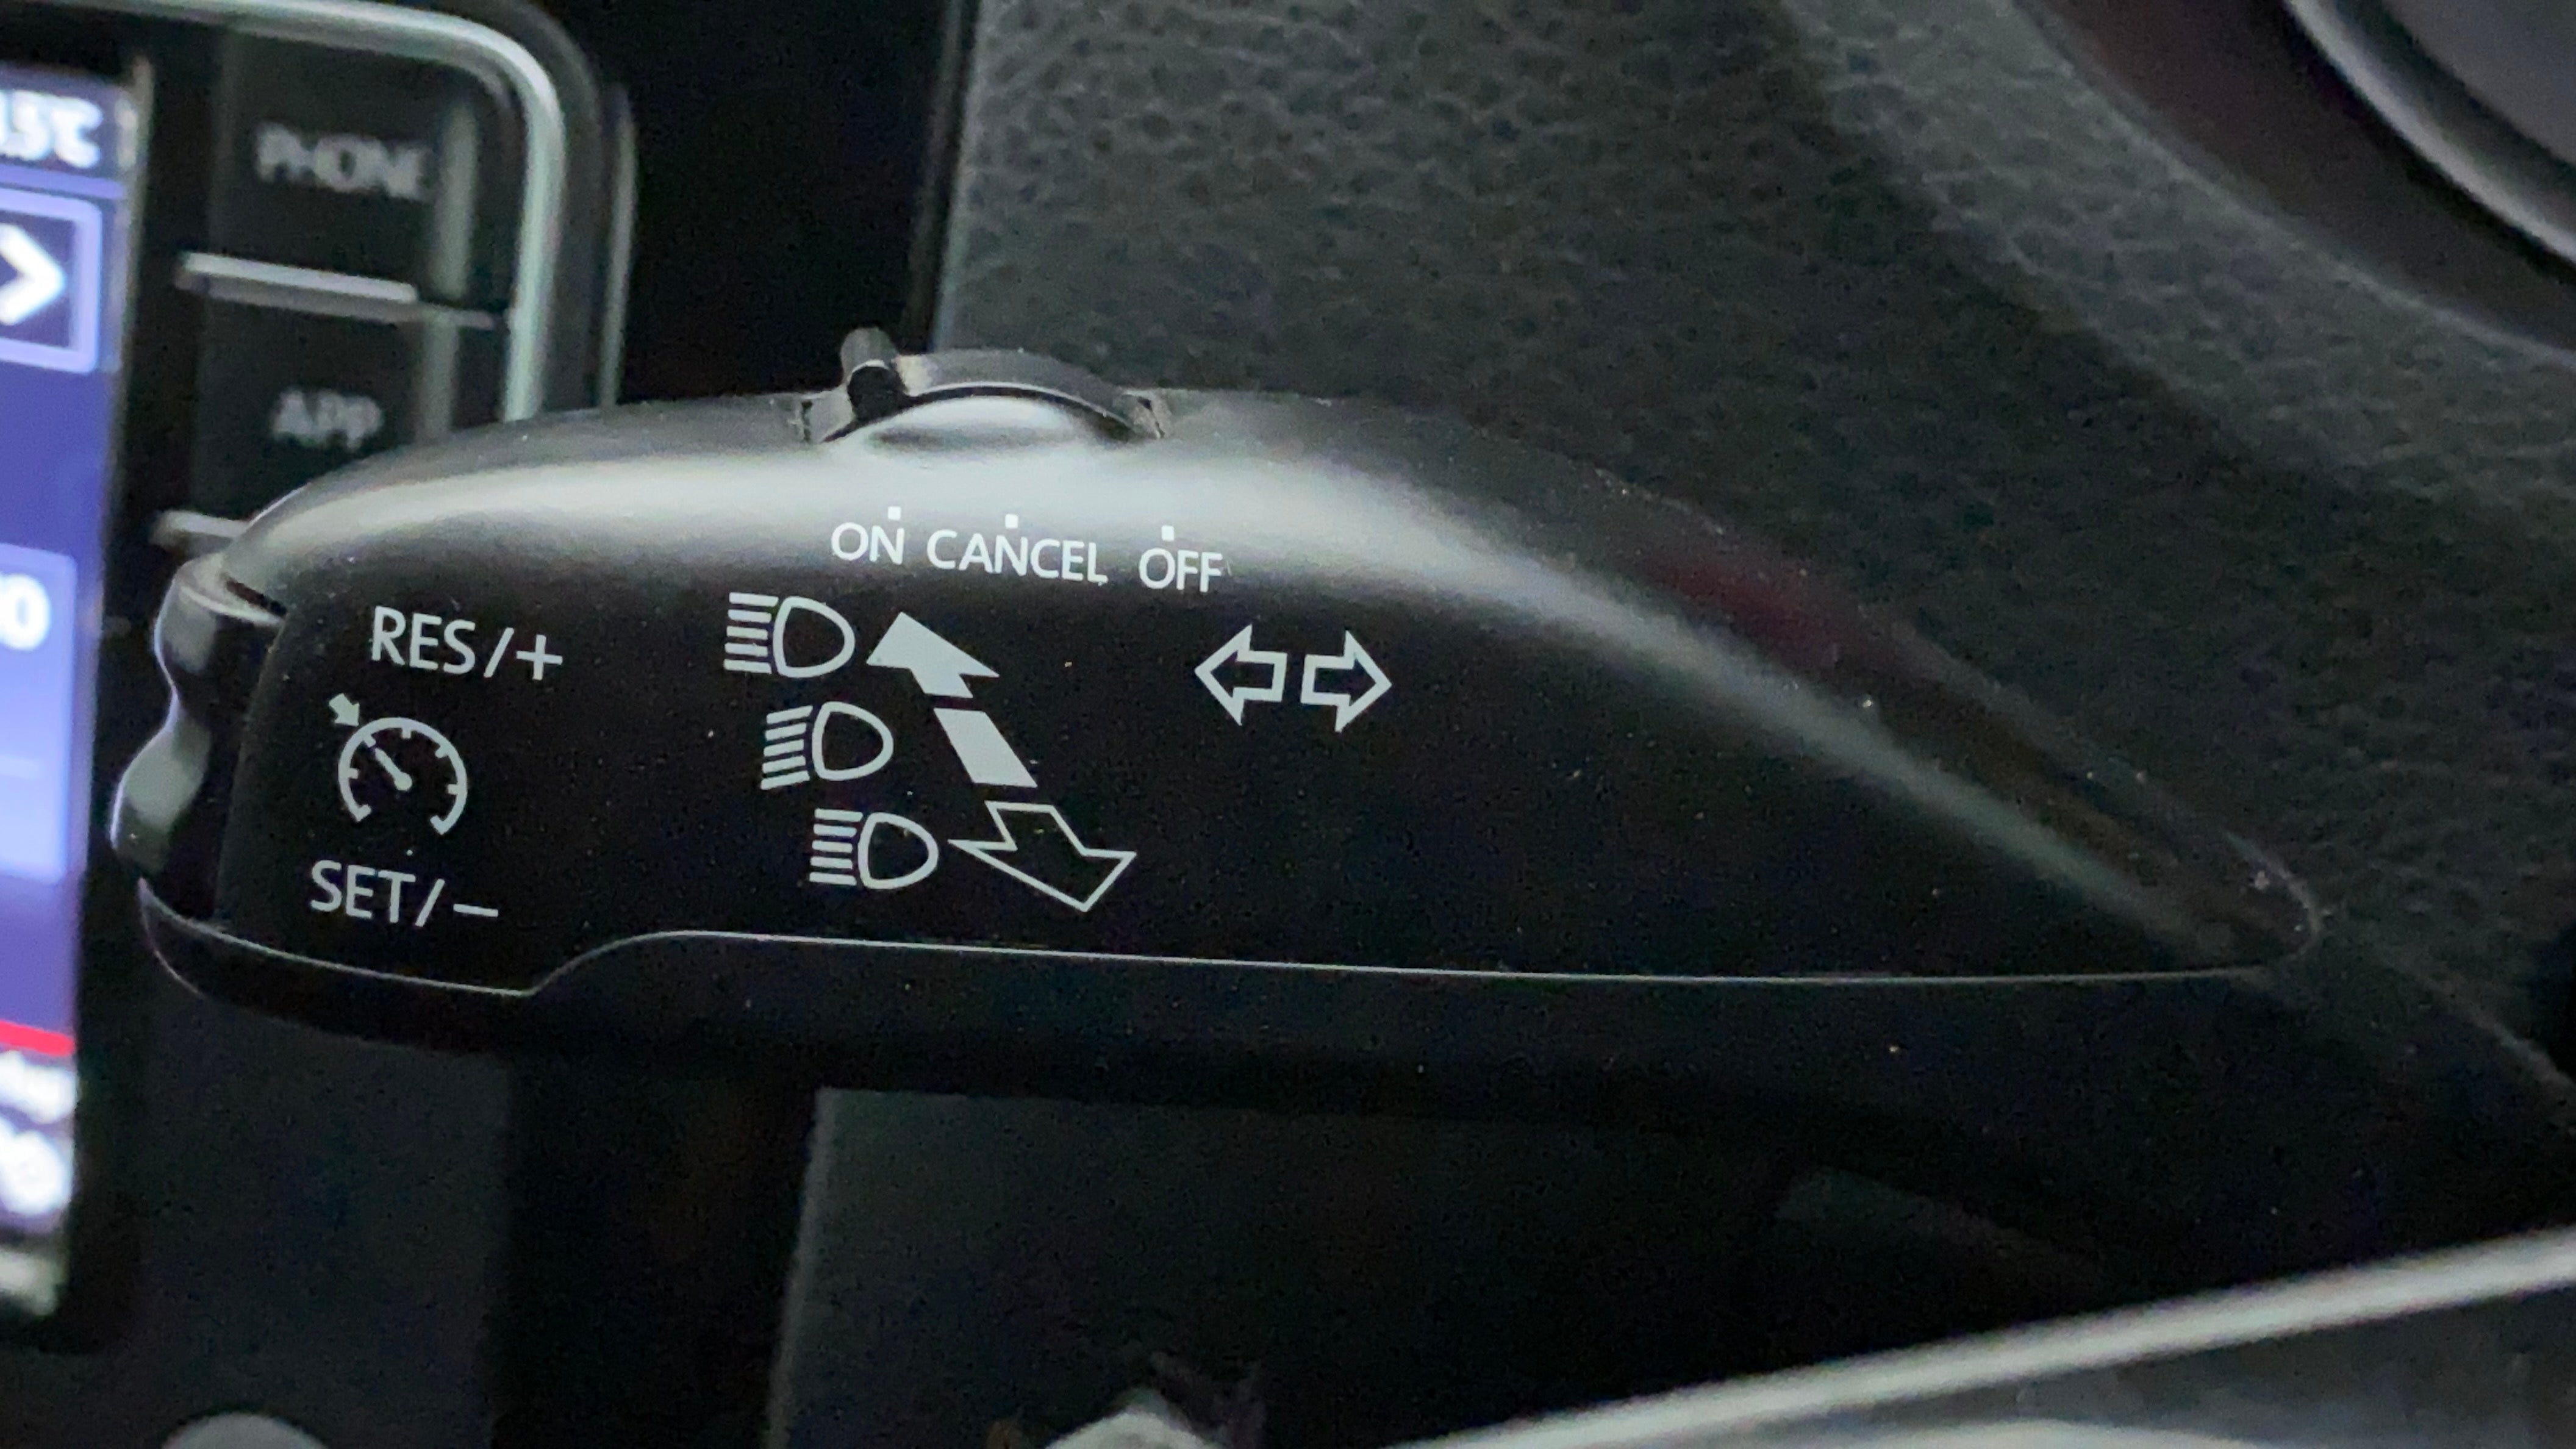 PHONE
APP
ON CANCEL OFF
RES/+
SET/−